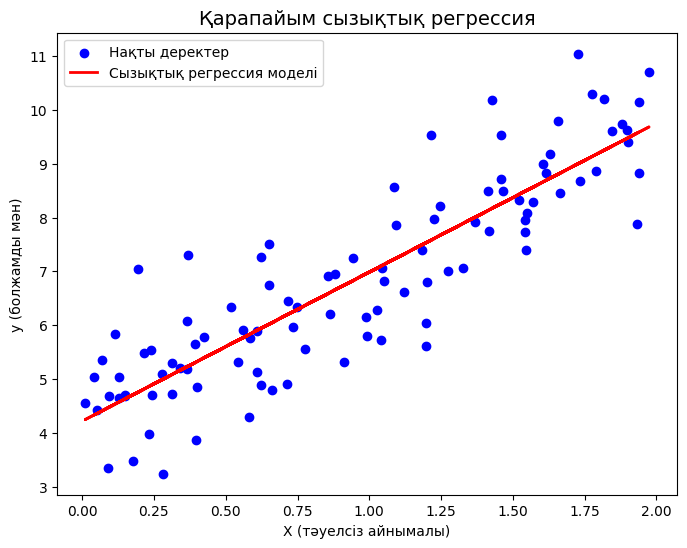 Қарапайым сызықтық регрессия
Нақты деректер
Сызықтық регрессия моделі
11
10
9
8
7
6
5
4
3
y (болжамды мән)
0.00 0.25 0.50 0.75 1.00 1.25 1.50 1.75 2.00
X (тәуелсіз айнымалы)